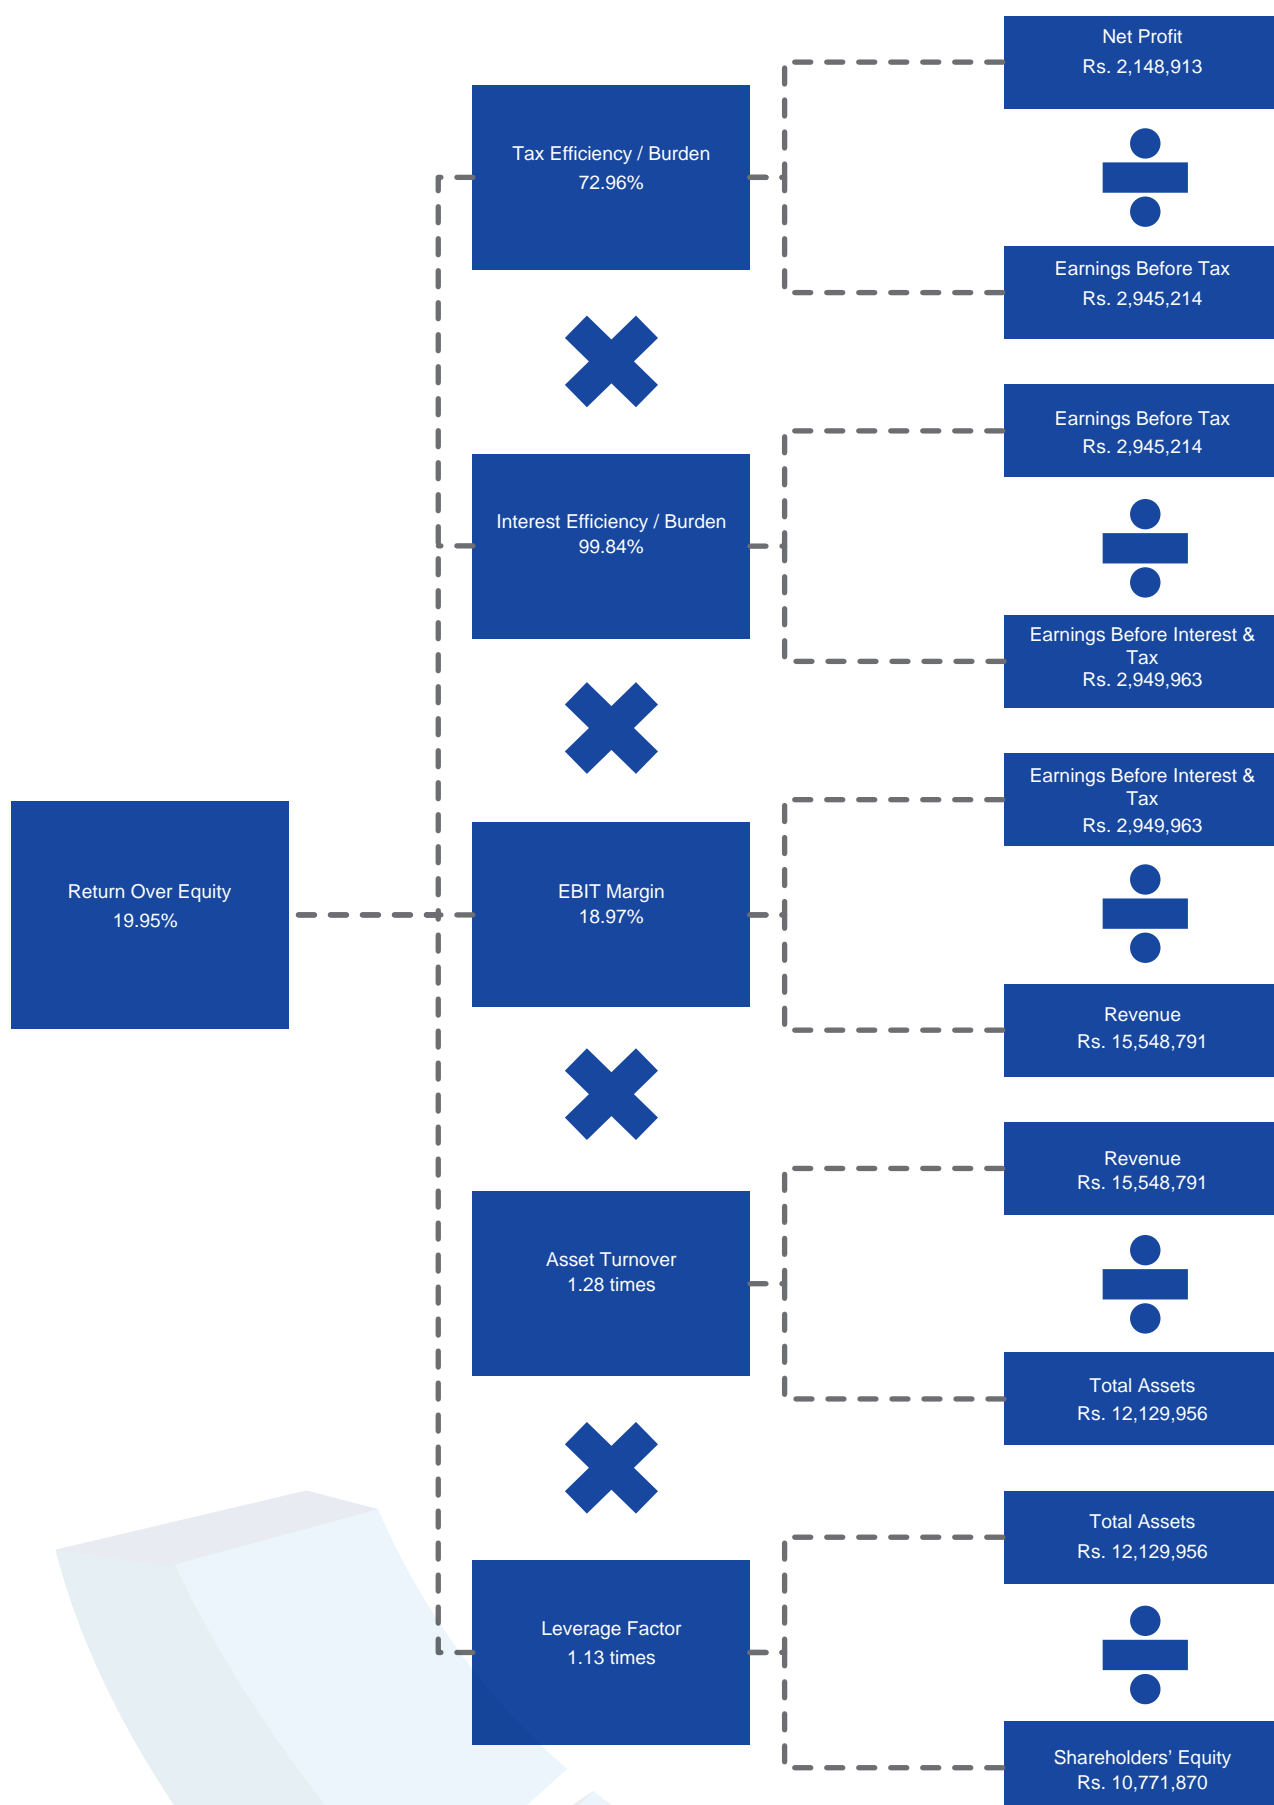 Return Over Equity
19.95%
Tax Efficiency / Burden
72.96%
Interest Efficiency / Burden
99.84%
EBIT Margin
18.97%
Asset Turnover
1.28 times
Leverage Factor
1.13 times
Net Profit
Rs. 2,148,913
Earnings Before Tax
Rs. 2,945,214
Earnings Before Tax
Rs. 2,945,214
Earnings Before Interest &
Tax
Rs. 2,949,963
Earnings Before Interest &
Tax
Rs. 2,949,963
Revenue
Rs. 15,548,791
Revenue
Rs. 15,548,791
Total Assets
Rs. 12,129,956
Total Assets
Rs. 12,129,956
Shareholders’ Equity
Rs. 10,771,870